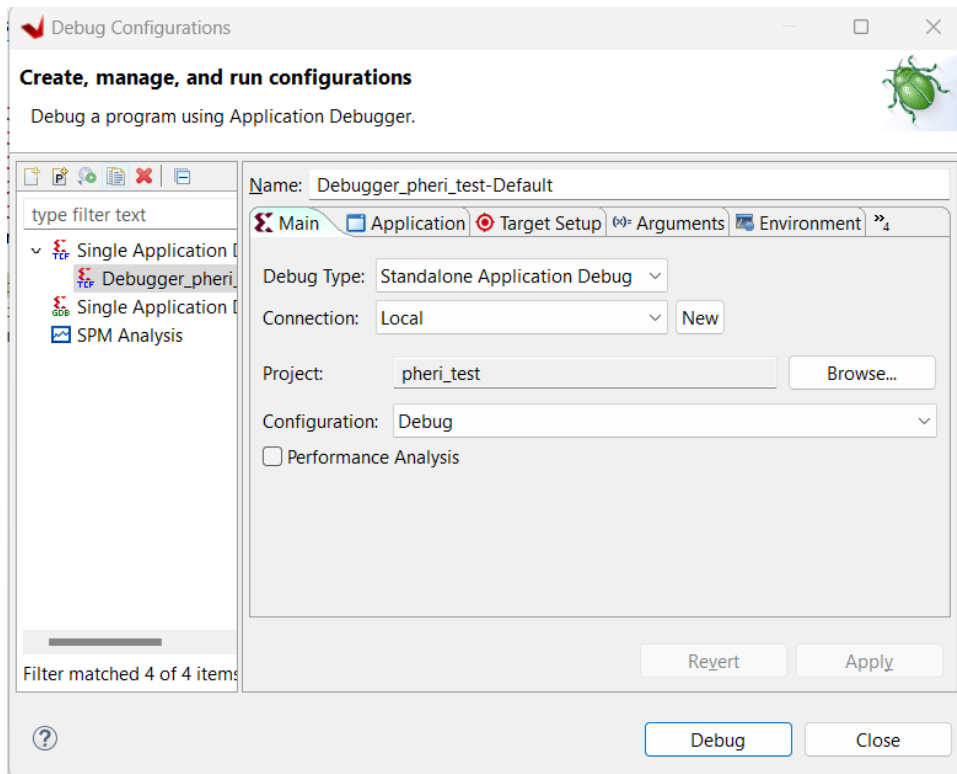 Debug Configurations
Create, manage, and run configurations
Debug a program using Application Debugger.
type filter text
Single Application D
TCF
Debugger_pheri_
TCF
Single Application D
GDB
SPM Analysis
Filter matched 4 of 4 items
Name: Debugger_pheri_test-Default
Main Application Target Setup (x)= Arguments Environment »4
Debug Type: Standalone Application Debug
Connection: Local New
Project: pheri_test Browse...
Configuration: Debug
Performance Analysis
Revert Apply
? Debug Close